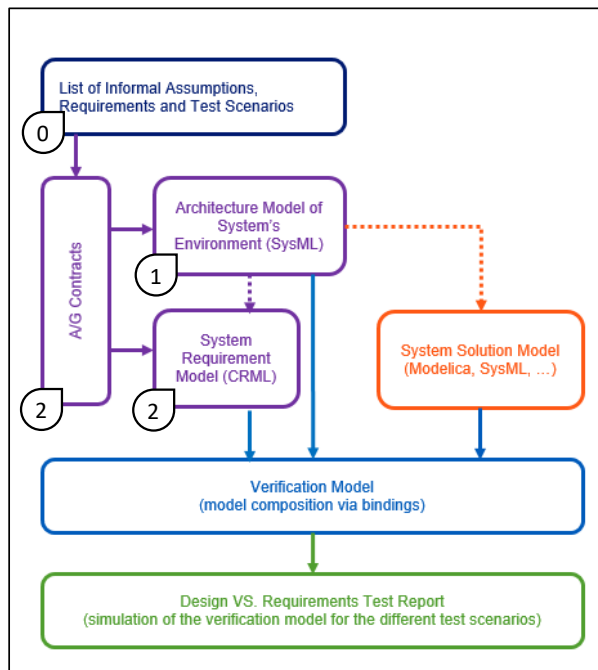 List of Informal Assumptions,
Requirements and Test Scenarios
0
A/G Contracts
2
Architecture Model of
System's
Environment (SysML)
1
System
Requirement
Model (CRML)
2
System Solution Model
(Modelica, SysML, …)
Verification Model
(model composition via bindings)
Design VS. Requirements Test Report
(simulation of the verification model for the different test scenarios)